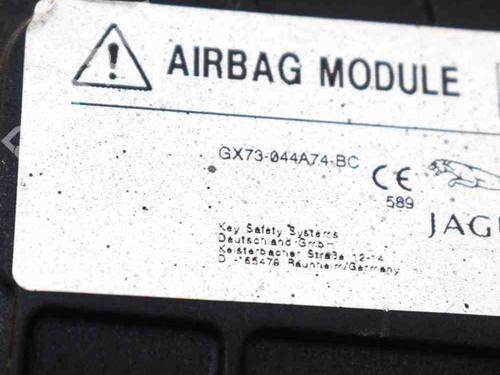 AIRBAG MODULE
GX73-044A74-BC
CE
589
JAG
Key Safety Systems
Deutschland GmbH
Kelsterbacher Straße 12-14
D - 65479 Raunheim/Germany